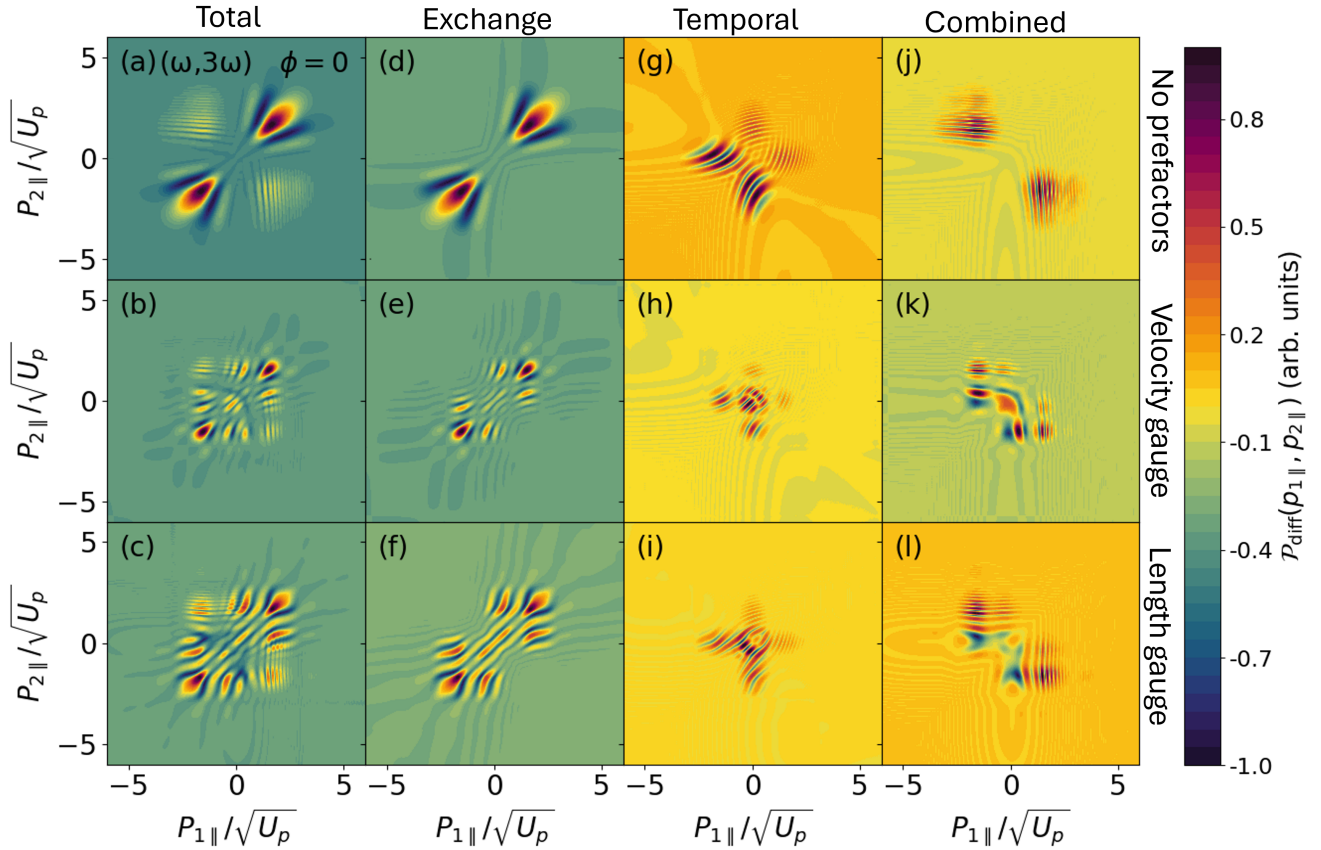 Total Exchange Temporal Combined
(a) (ω,3ω) ϕ = 0 (d) (g) (j)
5
0
−5
P2∥/√Up
No prefactors
(b) (e) (h) (k)
5
0
−5
P2∥/√Up
Velocity gauge
(c) (f) (i) (l)
5
0
−5
P2∥/√Up
Length gauge
−5 0 5 −5 0 5 −5 0 5 −5 0 5
P1∥/√Up P1∥/√Up P1∥/√Up P1∥/√Up
0.8
0.5
0.2
-0.1
-0.4
-0.7
-1.0
𝒫diff(p1∥, p2∥) (arb. units)